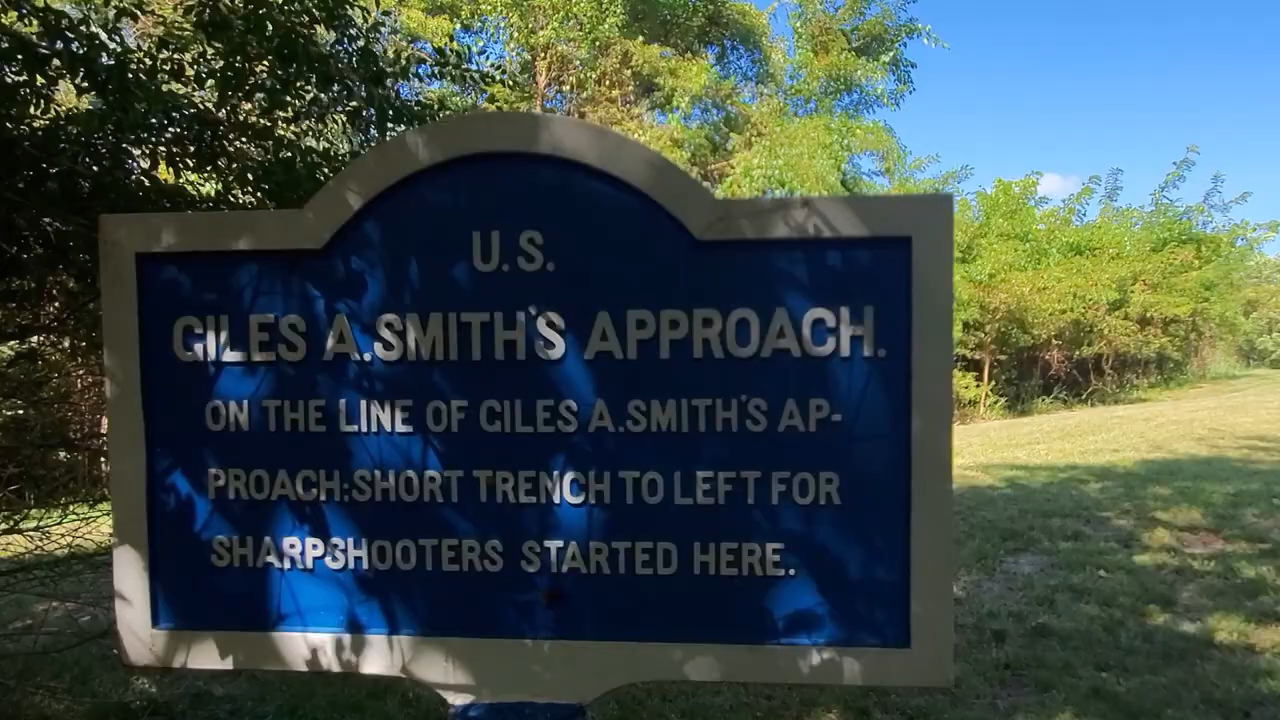 U.S.
GILES A.SMITH'S APPROACH.
ON THE LINE OF GILES A.SMITH'S AP-
PROACH:SHORT TRENCH TO LEFT FOR
SHARPSHOOTERS STARTED HERE.